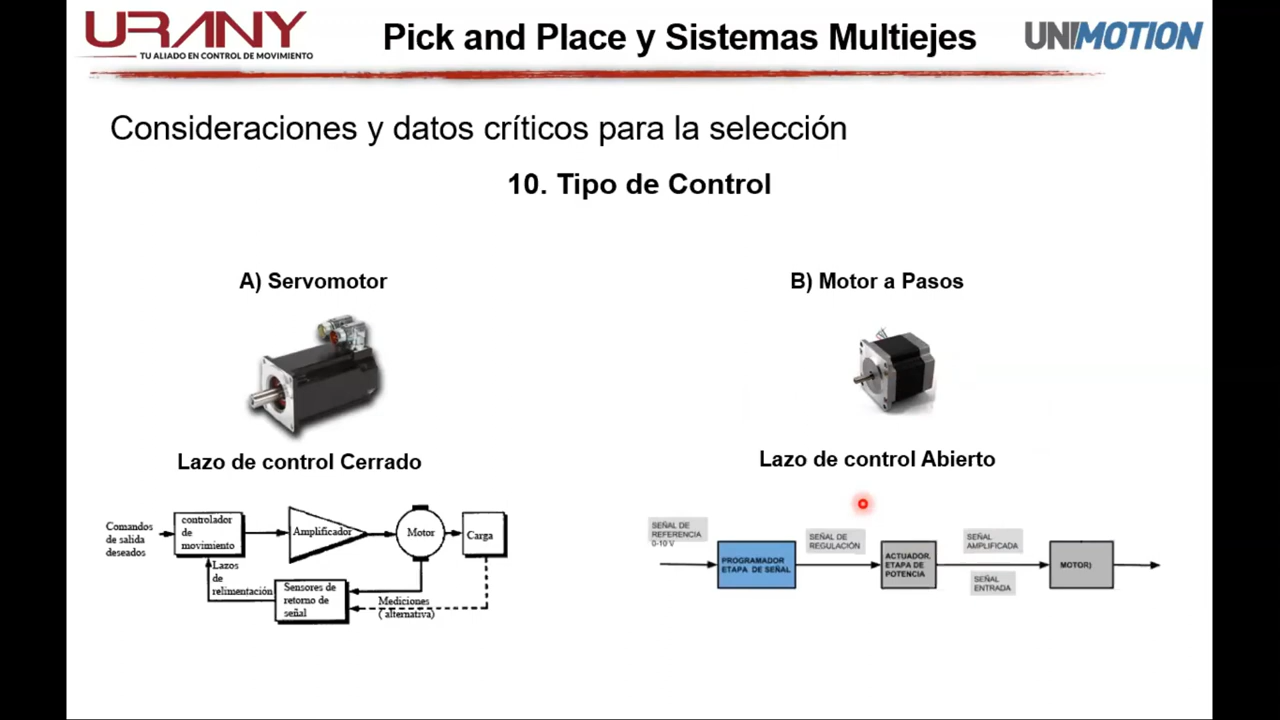 URANY
TU ALIADO EN CONTROL DE MOVIMIENTO
Pick and Place y Sistemas Multiejes
UNIMOTION
Consideraciones y datos críticos para la selección
10. Tipo de Control
A) Servomotor
Lazo de control Cerrado
Comandos
de salida
deseados
controlador
de
movimiento
Amplificador
Motor
Carga
Lazos
de
relimentación
Sensores de
retorno de
señal
Mediciones
( alternativa)
B) Motor a Pasos
Lazo de control Abierto
SEÑAL DE
REFERENCIA
0-10 V
PROGRAMADOR
ETAPA DE SEÑAL
SEÑAL DE
REGULACIÓN
ACTUADOR.
ETAPA DE
POTENCIA
SEÑAL
AMPLIFICADA
SEÑAL
ENTRADA
MOTOR)